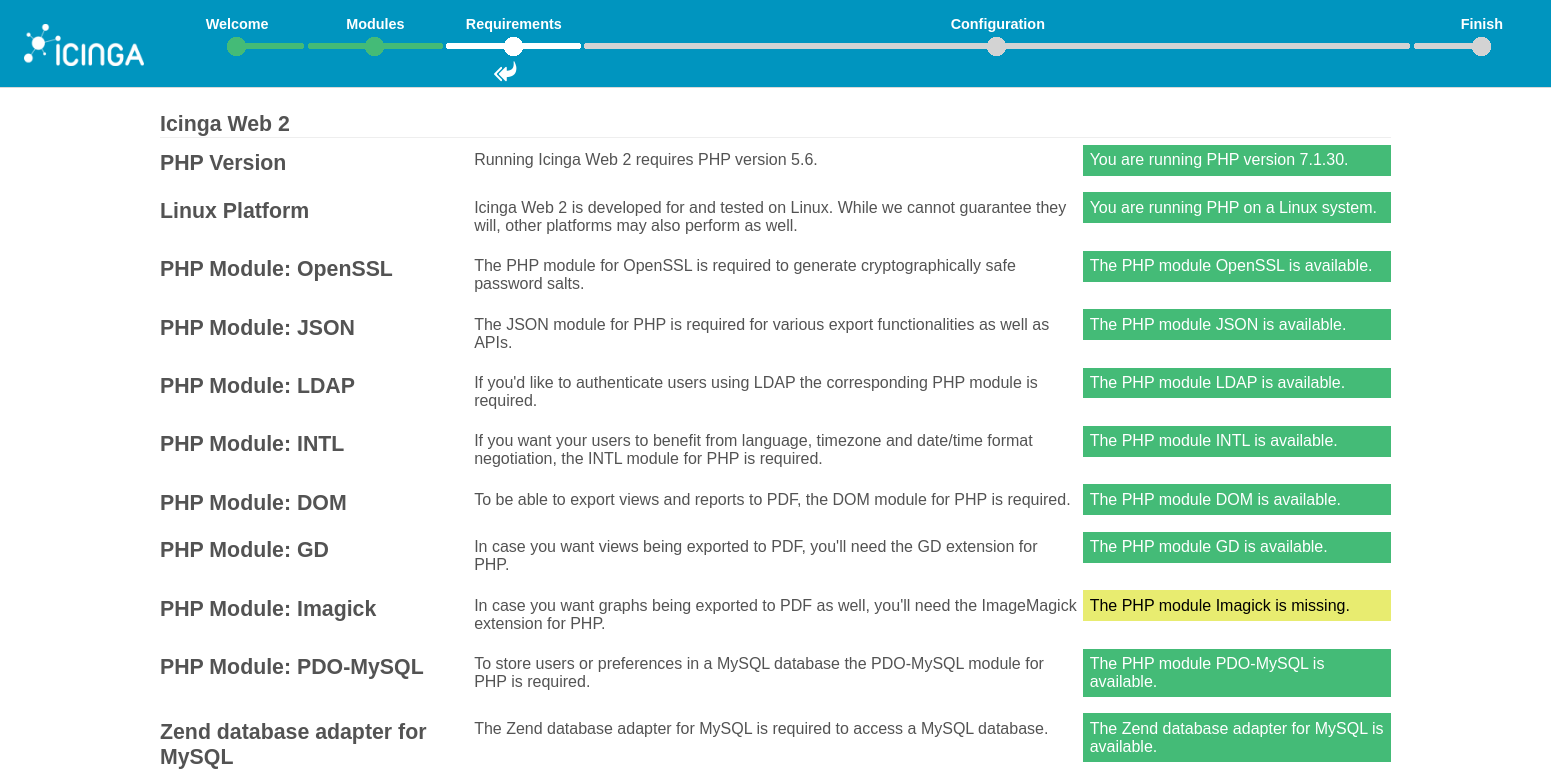 Welcome
Modules
Requirements
Configuration
Finish
ICINGA
Icinga Web 2
PHP Version
Running Icinga Web 2 requires PHP version 5.6.
You are running PHP version 7.1.30.
Linux Platform
Icinga Web 2 is developed for and tested on Linux. While we cannot guarantee they
will, other platforms may also perform as well.
You are running PHP on a Linux system.
PHP Module: OpenSSL
The PHP module for OpenSSL is required to generate cryptographically safe
password salts.
The PHP module OpenSSL is available.
PHP Module: JSON
The JSON module for PHP is required for various export functionalities as well as
APIs.
The PHP module JSON is available.
PHP Module: LDAP
If you'd like to authenticate users using LDAP the corresponding PHP module is
required.
The PHP module LDAP is available.
PHP Module: INTL
If you want your users to benefit from language, timezone and date/time format
negotiation, the INTL module for PHP is required.
The PHP module INTL is available.
PHP Module: DOM
To be able to export views and reports to PDF, the DOM module for PHP is required.
The PHP module DOM is available.
PHP Module: GD
In case you want views being exported to PDF, you'll need the GD extension for
PHP.
The PHP module GD is available.
PHP Module: Imagick
In case you want graphs being exported to PDF as well, you'll need the ImageMagick
extension for PHP.
The PHP module Imagick is missing.
PHP Module: PDO-MySQL
To store users or preferences in a MySQL database the PDO-MySQL module for
PHP is required.
The PHP module PDO-MySQL is
available.
Zend database adapter for
MySQL
The Zend database adapter for MySQL is required to access a MySQL database.
The Zend database adapter for MySQL is
available.